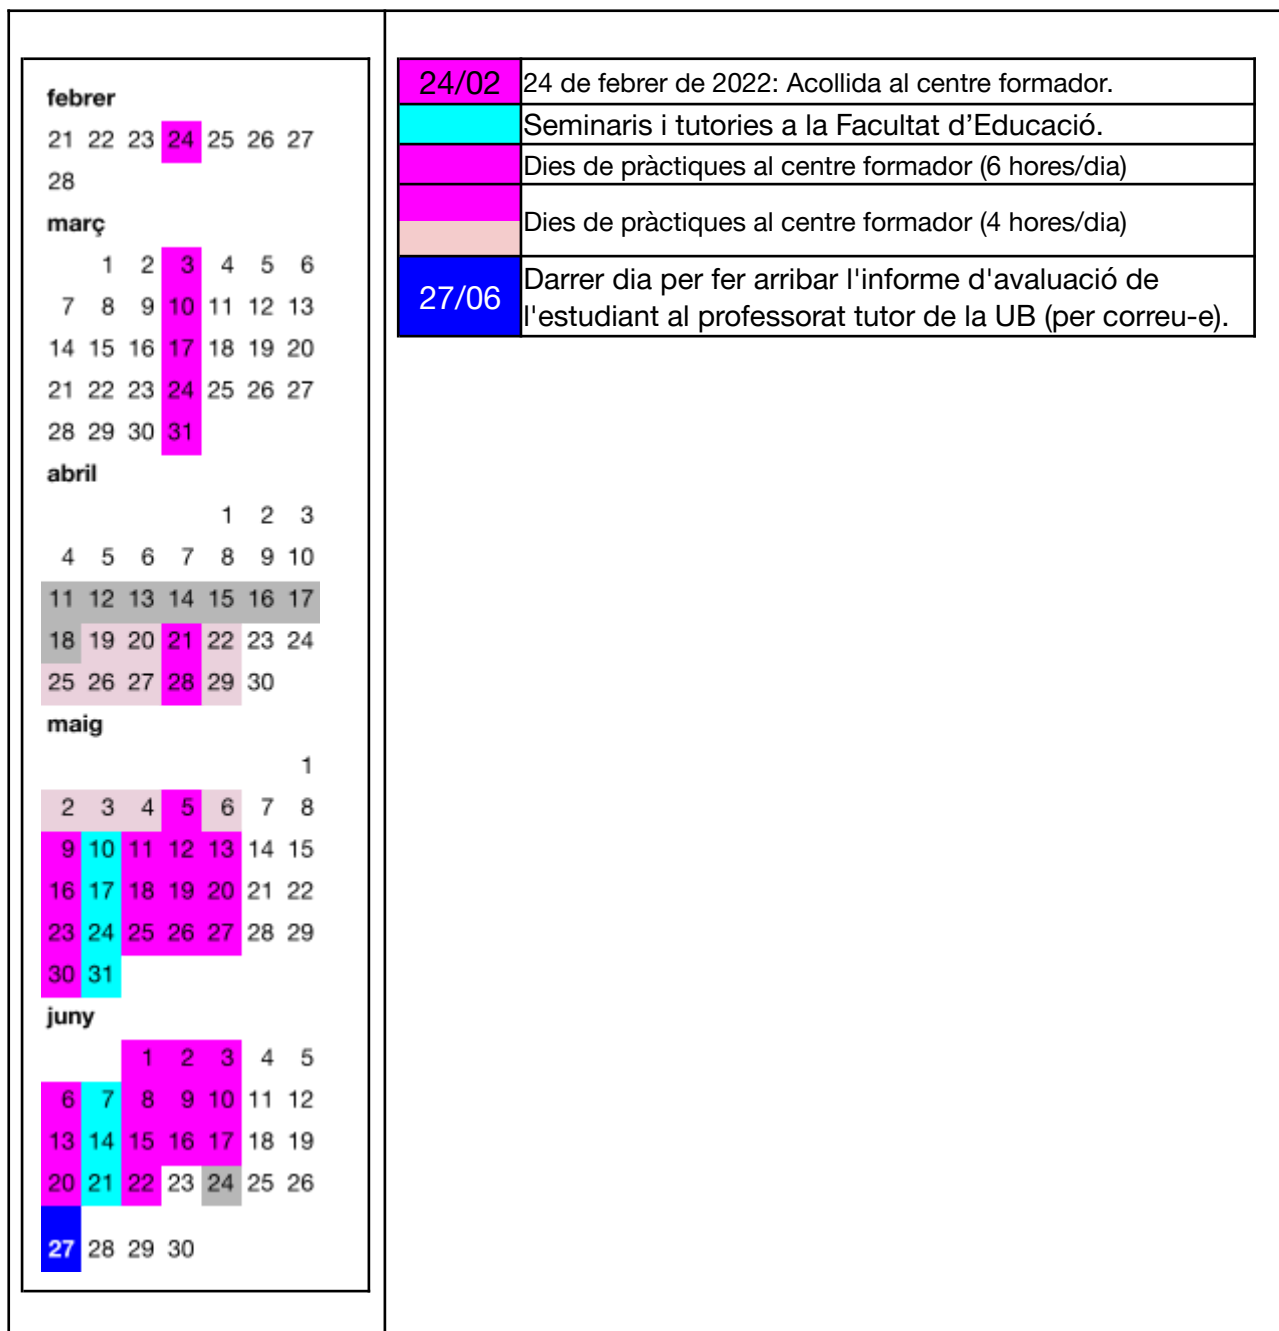 febrer
21 22 23 24 25 26 27
28
març
1 2 3 4 5 6
7 8 9 10 11 12 13
14 15 16 17 18 19 20
21 22 23 24 25 26 27
28 29 30 31
abril
1 2 3
4 5 6 7 8 9 10
11 12 13 14 15 16 17
18 19 20 21 22 23 24
25 26 27 28 29 30
maig
1
2 3 4 5 6 7 8
9 10 11 12 13 14 15
16 17 18 19 20 21 22
23 24 25 26 27 28 29
30 31
juny
1 2 3 4 5
6 7 8 9 10 11 12
13 14 15 16 17 18 19
20 21 22 23 24 25 26
27 28 29 30
24/02 24 de febrer de 2022: Acollida al centre formador.
Seminaris i tutories a la Facultat d’Educació.
Dies de pràctiques al centre formador (6 hores/dia)
Dies de pràctiques al centre formador (4 hores/dia)
27/06 Darrer dia per fer arribar l'informe d'avaluació de
l'estudiant al professorat tutor de la UB (per correu-e).